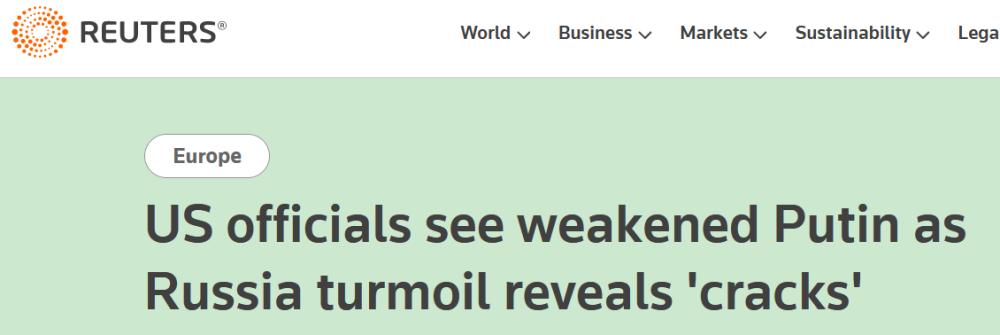 REUTERS®
World Business Markets Sustainability Lega
Europe
US officials see weakened Putin as
Russia turmoil reveals 'cracks'